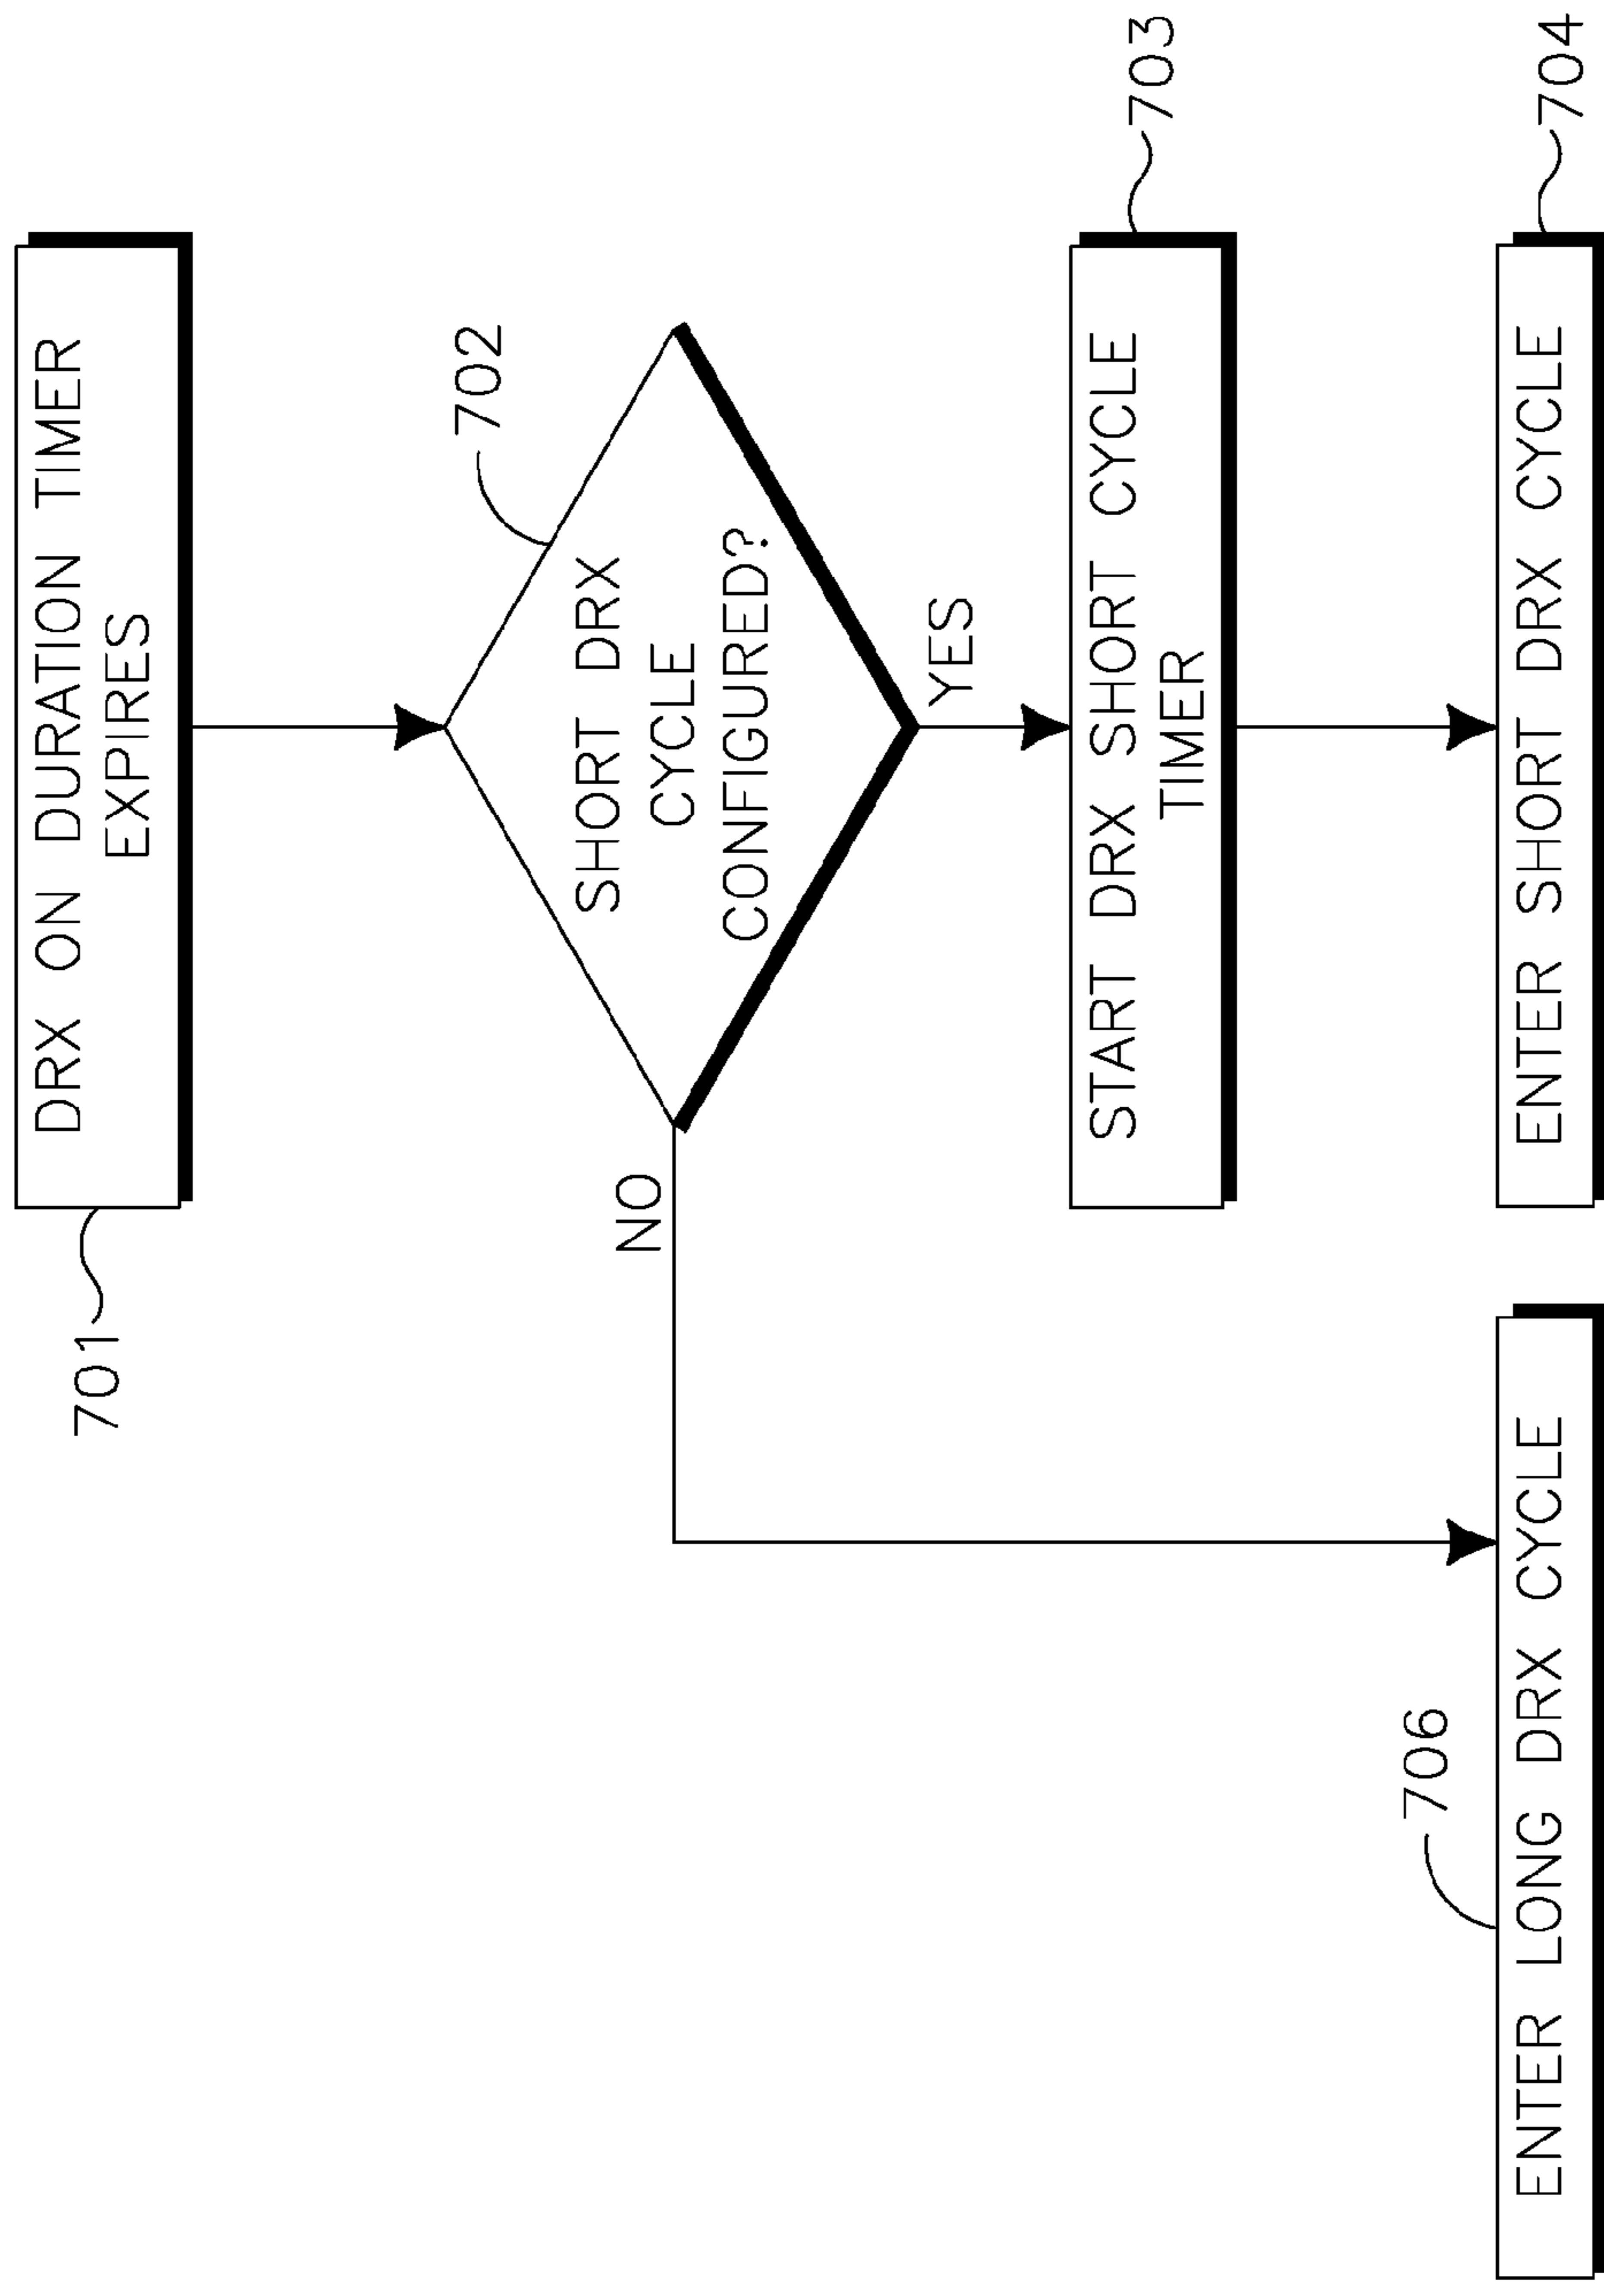 701
DRX ON DURATION TIMER
EXPIRES
702
SHORT DRX
CYCLE
CONFIGURED?
NO
YES
703
START DRX SHORT CYCLE
TIMER
706
ENTER LONG DRX CYCLE
704
ENTER SHORT DRX CYCLE